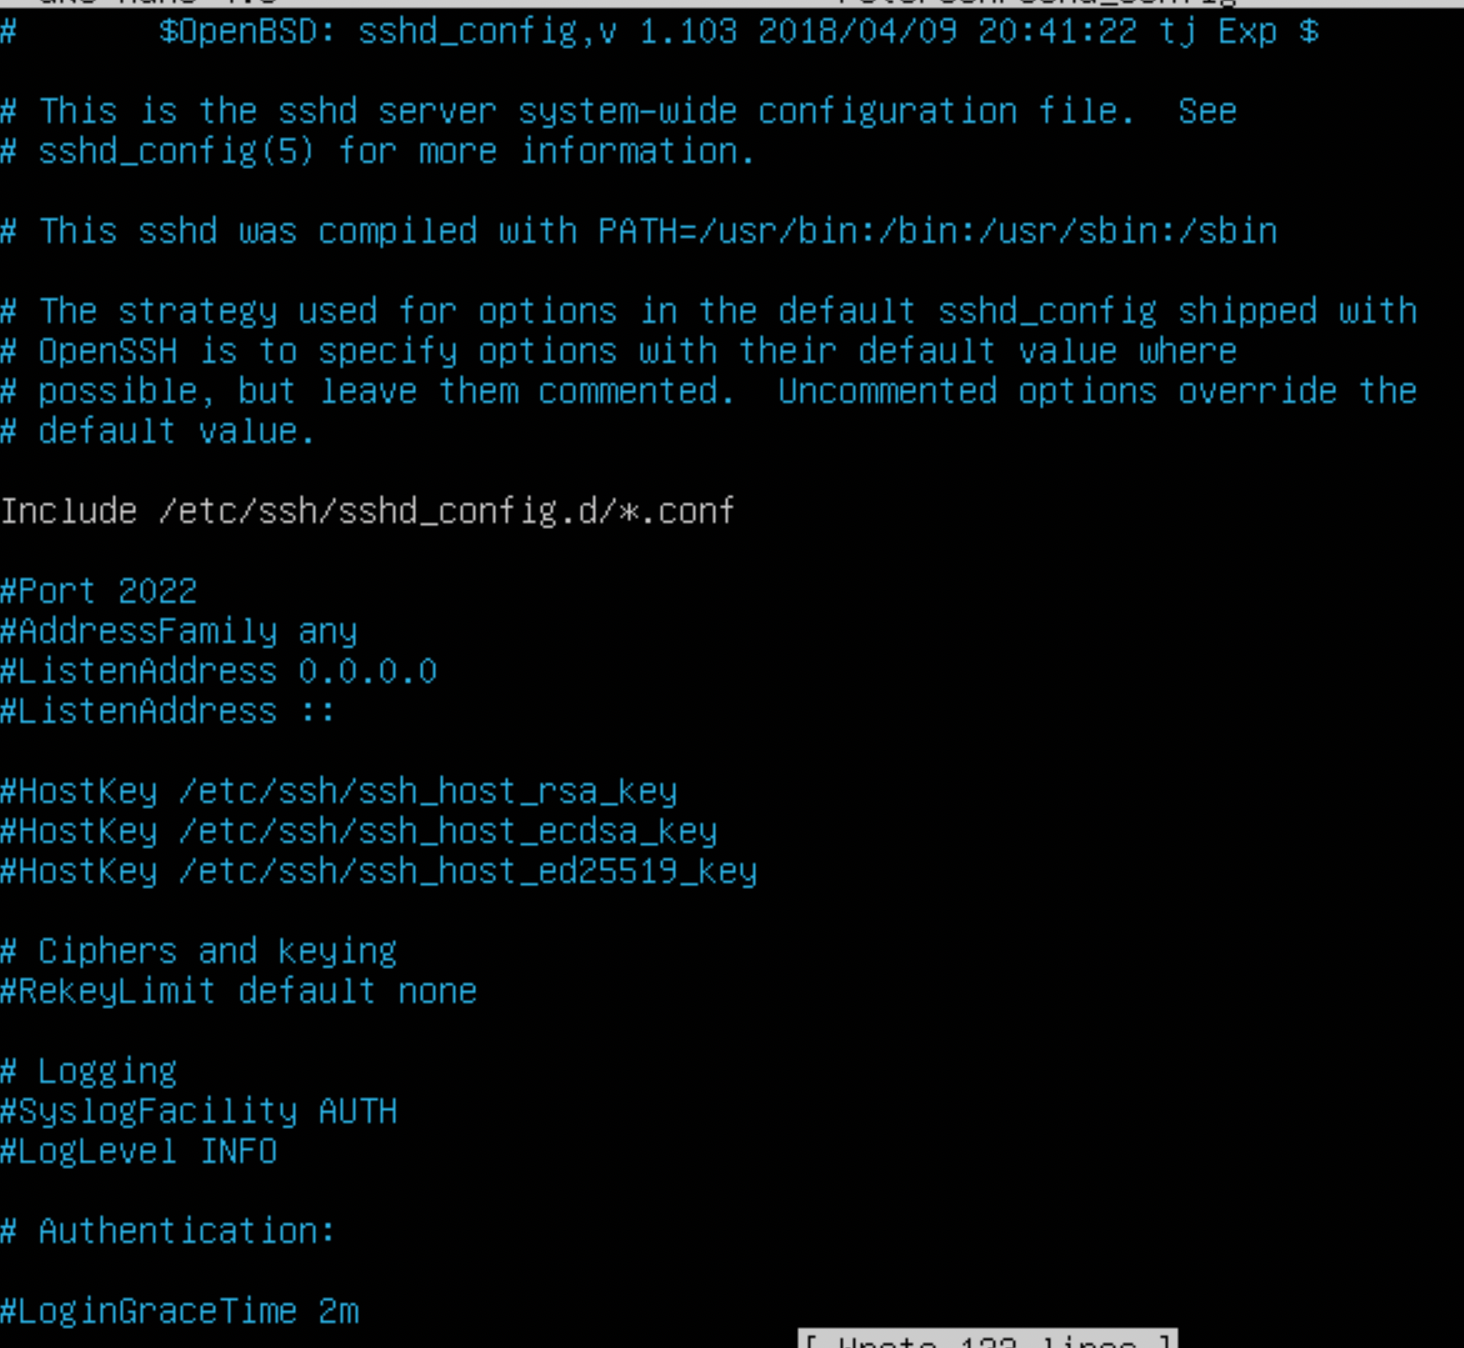 #       $OpenBSD: sshd_config,v 1.103 2018/04/09 20:41:22 tj Exp $
# This is the sshd server system-wide configuration file.  See
# sshd_config(5) for more information.
# This sshd was compiled with PATH=/usr/bin:/bin:/usr/sbin:/sbin
# The strategy used for options in the default sshd_config shipped with
# OpenSSH is to specify options with their default value where
# possible, but leave them commented.  Uncommented options override the
# default value.
Include /etc/ssh/sshd_config.d/*.conf
#Port 2022
#AddressFamily any
#ListenAddress 0.0.0.0
#ListenAddress ::
#HostKey /etc/ssh/ssh_host_rsa_key
#HostKey /etc/ssh/ssh_host_ecdsa_key
#HostKey /etc/ssh/ssh_host_ed25519_key
# Ciphers and keying
#RekeyLimit default none
# Logging
#SyslogFacility AUTH
#LogLevel INFO
# Authentication:
#LoginGraceTime 2m
[ Wrote lines ]